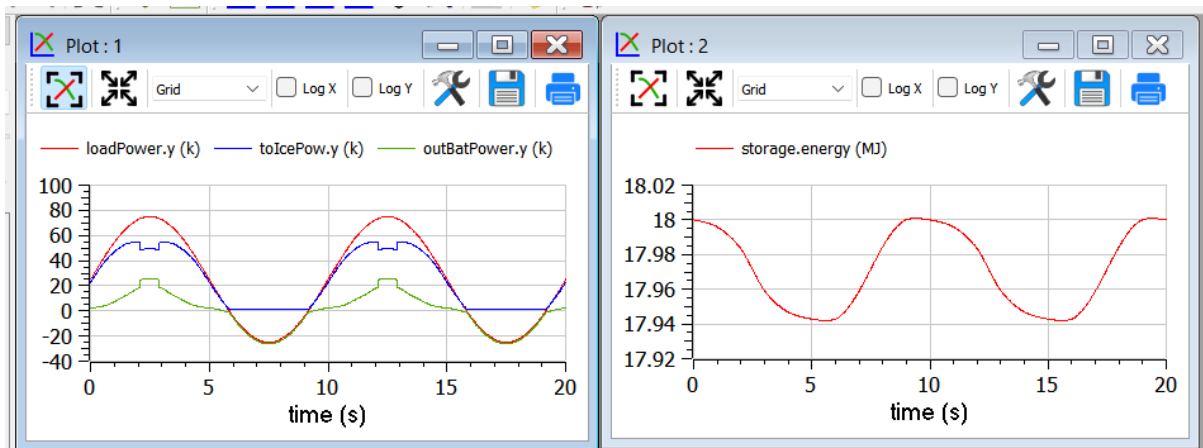 Plot : 1
Grid Log X Log Y
loadPower.y (k) toIcePow.y (k) outBatPower.y (k)
100
80
60
40
20
0
-20
-40
0 5 10 15 20
time (s)
Plot : 2
Grid Log X Log Y
storage.energy (MJ)
18.02
18
17.98
17.96
17.94
17.92
0 5 10 15 20
time (s)